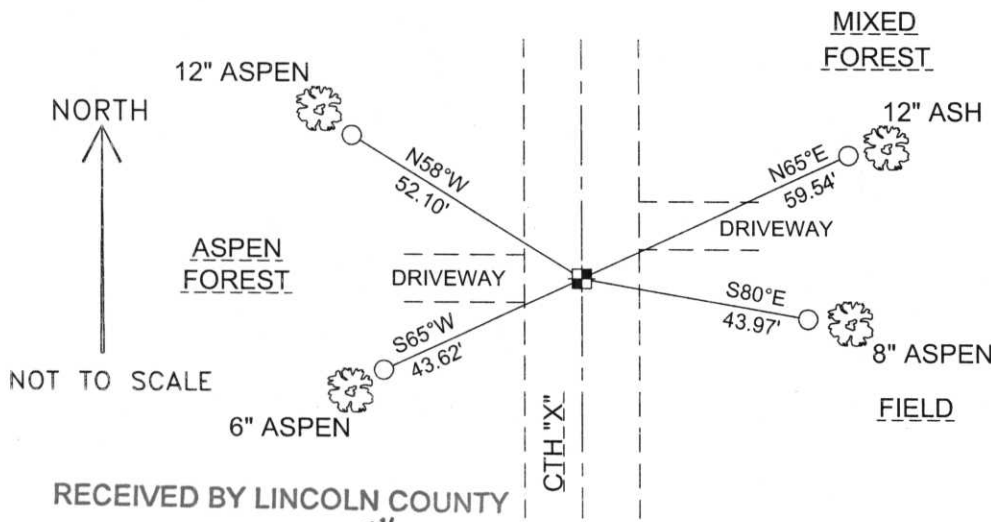 MIXED
FOREST
12" ASPEN
12" ASH
NORTH
N58°W
52.10'
N65°E
59.54'
DRIVEWAY
ASPEN
FOREST
DRIVEWAY
S80°E
43.97'
S65°W
43.62'
8" ASPEN
NOT TO SCALE
6" ASPEN
FIELD
CTH "X"
RECEIVED BY LINCOLN COUNTY